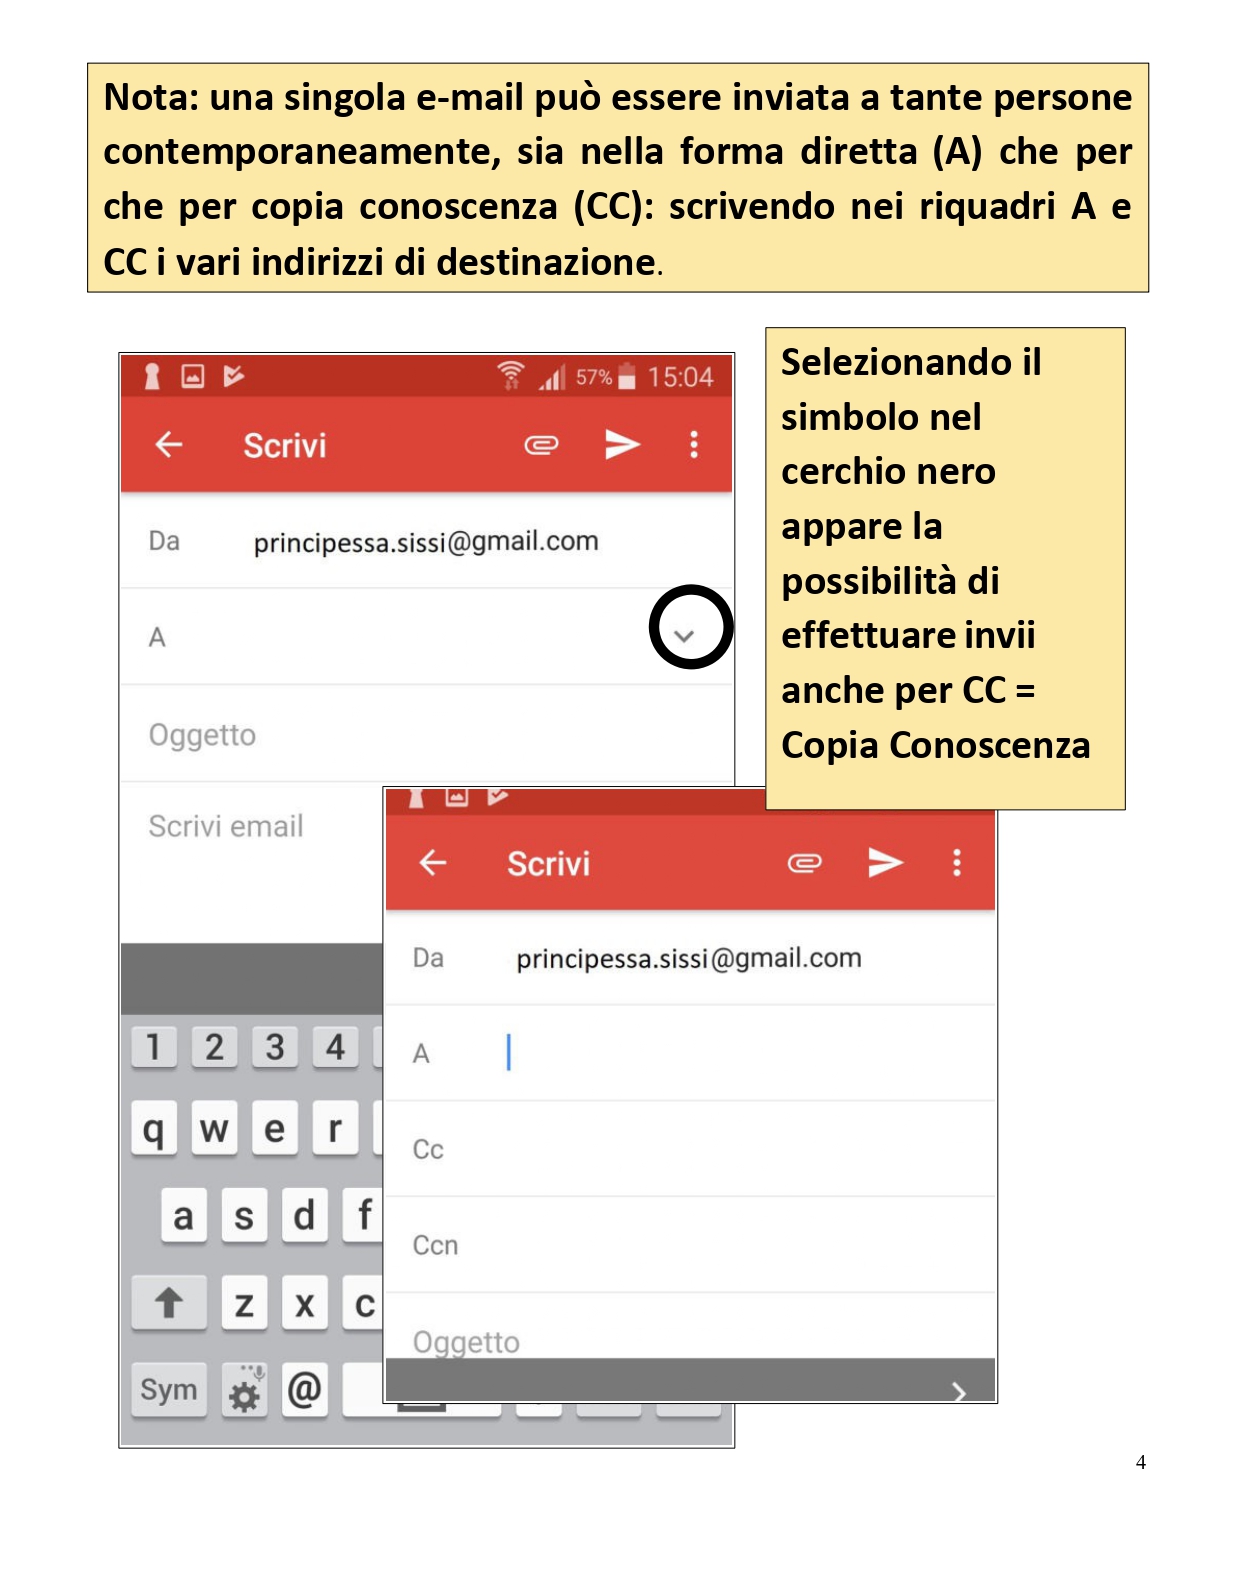 Nota: una singola e-mail può essere inviata a tante persone
contemporaneamente, sia nella forma diretta (A) che per
che per copia conoscenza (CC): scrivendo nei riquadri A e
CC i vari indirizzi di destinazione.
Selezionando il
simbolo nel
cerchio nero
appare la
possibilità di
effettuare invii
anche per CC =
Copia Conoscenza
57% 15:04
Scrivi
Da principessa.sissi@gmail.com
A
Oggetto
Scrivi email
1 2 3 4
q w e r
a s d f
z x c
Sym @
Scrivi
Da principessa.sissi@gmail.com
A
Cc
Ccn
Oggetto
4